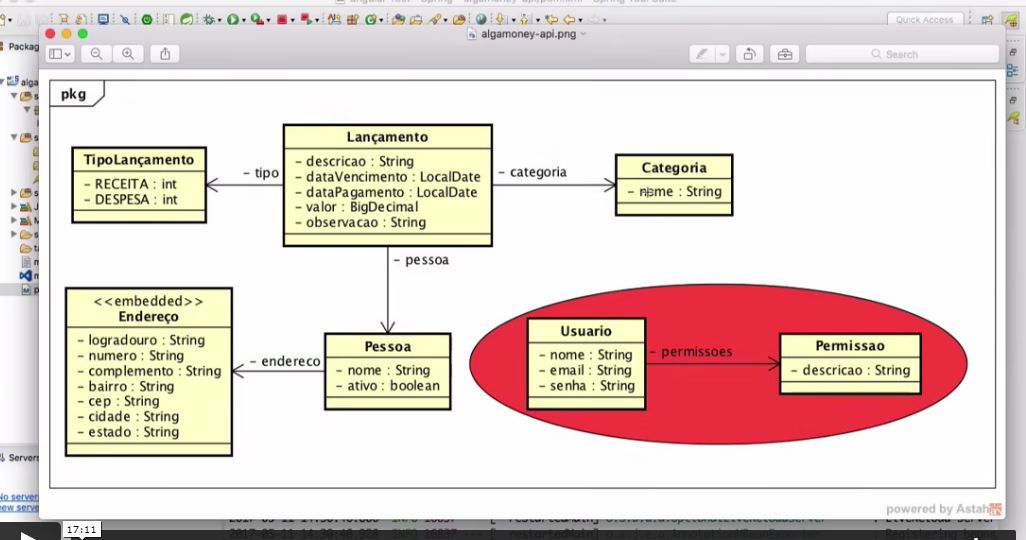 Quick Access
algamoney-api.png
Search
Packag
alga
pkg
Lançamento
- descricao : String
- dataVencimento : LocalDate
- dataPagamento : LocalDate
- valor : BigDecimal
- observacao : String
TipoLançamento
- RECEITA : int
- DESPESA : int
- tipo
- categoria
Categoria
- nome : String
- pessoa
<<embedded>>
Endereço
- logradouro : String
- numero : String
- complemento : String
- bairro : String
- cep : String
- cidade : String
- estado : String
- endereco
Pessoa
- nome : String
- ativo : boolean
Usuario
- nome : String
- email : String
- senha : String
- permissoes
Permissao
- descricao : String
Servers
No server
new serve
powered by Astah
17:11